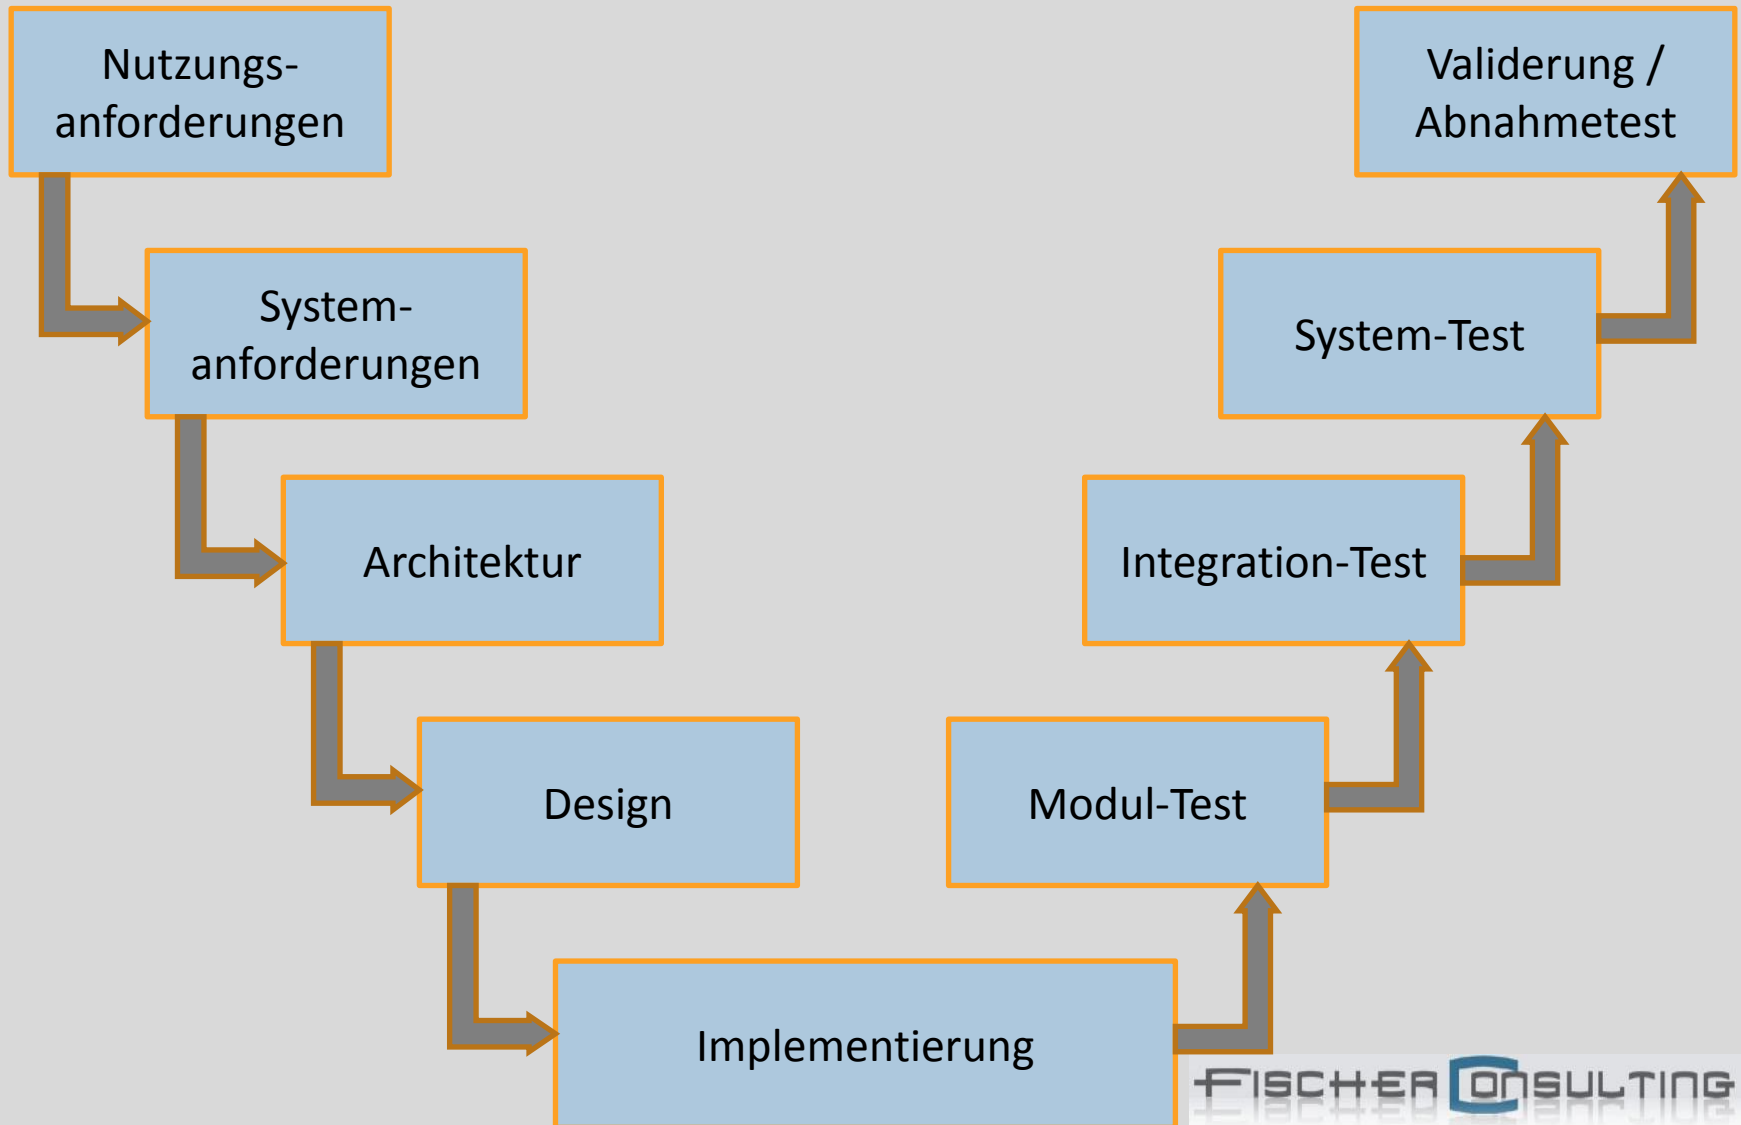 Nutzungs-
anforderungen
Validerung /
Abnahmetest
System-
anforderungen
System-Test
Architektur
Integration-Test
Design
Modul-Test
Implementierung
FISCHER CONSULTING